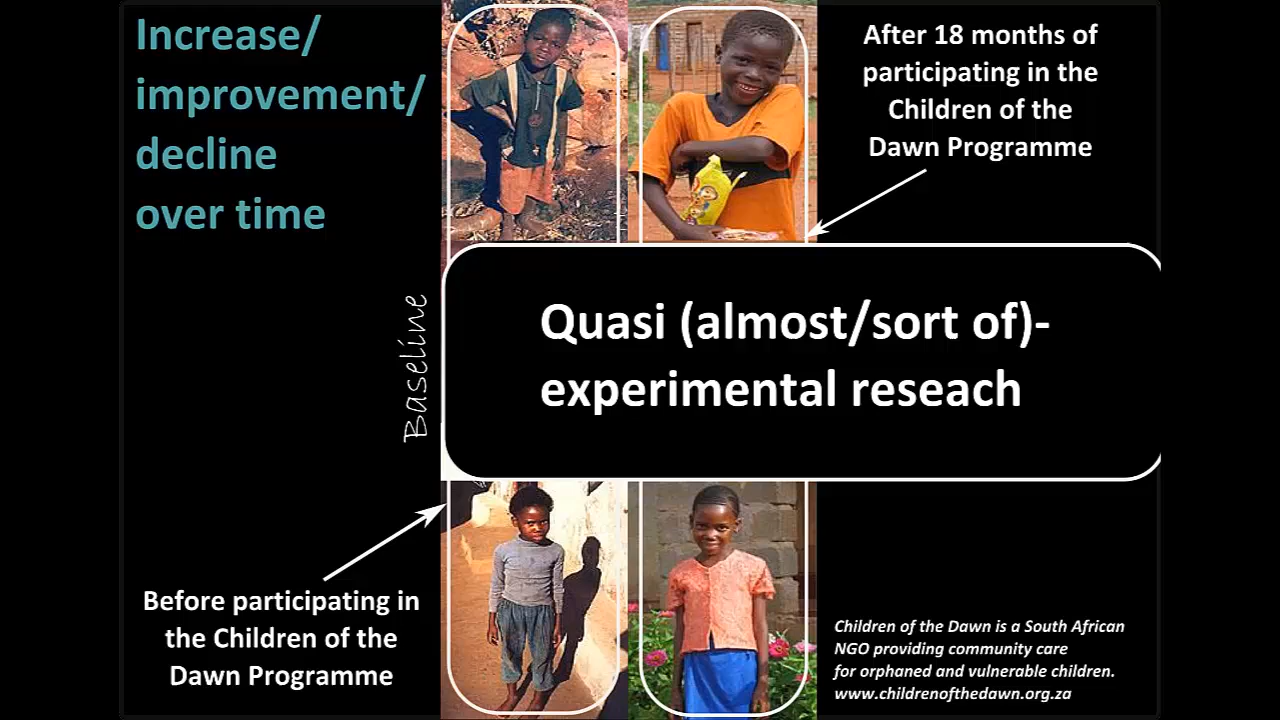 Increase/
improvement/
decline
over time
After 18 months of
participating in the
Children of the
Dawn Programme
Baseline
Quasi (almost/sort of)-
experimental reseach
Before participating in
the Children of the
Dawn Programme
Children of the Dawn is a South African
NGO providing community care
for orphaned and vulnerable children.
www.childrenofthedawn.org.za